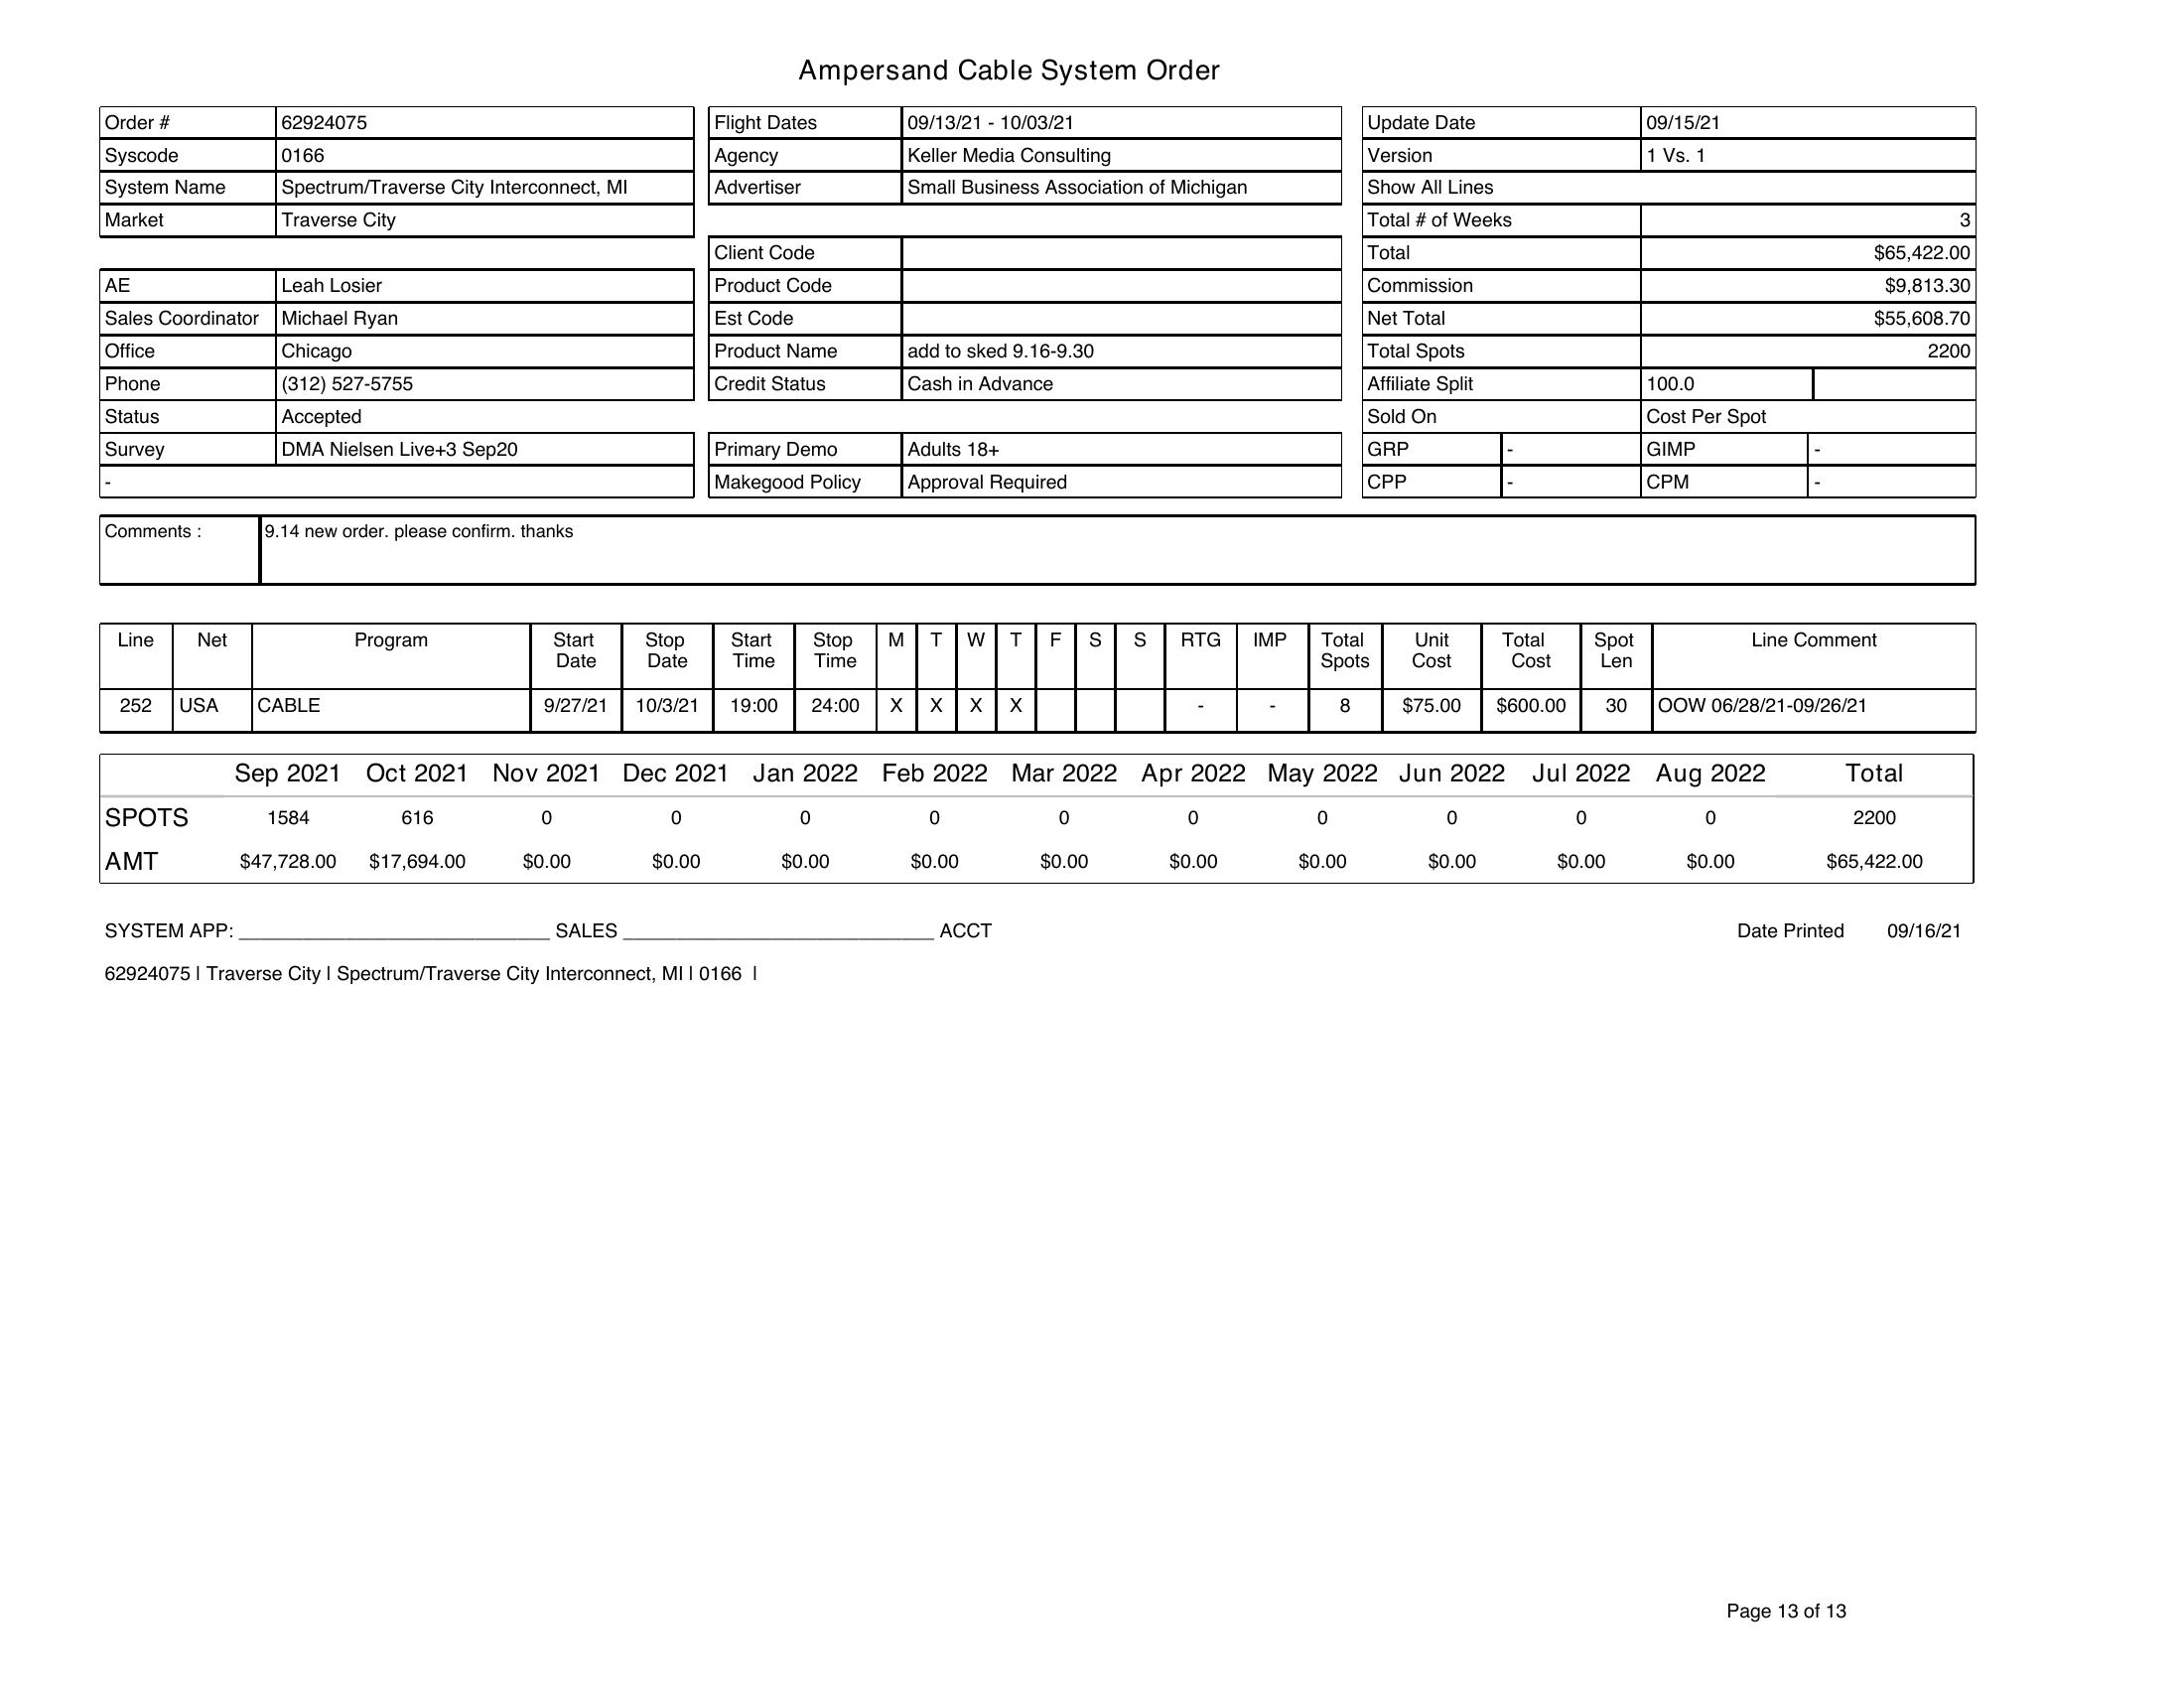 Ampersand Cable System Order
Order # 62924075
Syscode 0166
System Name Spectrum/Traverse City Interconnect, MI
Market Traverse City
AE Leah Losier
Sales Coordinator Michael Ryan
Office Chicago
Phone (312) 527-5755
Status Accepted
Survey DMA Nielsen Live+3 Sep20
-
Flight Dates 09/13/21 - 10/03/21
Agency Keller Media Consulting
Advertiser Small Business Association of Michigan
Client Code
Product Code
Est Code
Product Name add to sked 9.16-9.30
Credit Status Cash in Advance
Primary Demo Adults 18+
Makegood Policy Approval Required
Update Date 09/15/21
Version 1 Vs. 1
Show All Lines
Total # of Weeks 3
Total $65,422.00
Commission $9,813.30
Net Total $55,608.70
Total Spots 2200
Affiliate Split 100.0
Sold On Cost Per Spot
GRP - GIMP -
CPP - CPM -
Comments : 9.14 new order. please confirm. thanks
Line Net Program Start Date Stop Date Start Time Stop Time M T W T F S S RTG IMP Total Spots Unit Cost Total Cost Spot Len Line Comment
252 USA CABLE 9/27/21 10/3/21 19:00 24:00 X X X X - - 8 $75.00 $600.00 30 OOW 06/28/21-09/26/21
Sep 2021 Oct 2021 Nov 2021 Dec 2021 Jan 2022 Feb 2022 Mar 2022 Apr 2022 May 2022 Jun 2022 Jul 2022 Aug 2022 Total
SPOTS 1584 616 0 0 0 0 0 0 0 0 0 0 2200
AMT $47,728.00 $17,694.00 $0.00 $0.00 $0.00 $0.00 $0.00 $0.00 $0.00 $0.00 $0.00 $0.00 $65,422.00
SYSTEM APP: ____________________________ SALES ____________________________ ACCT Date Printed 09/16/21
62924075 | Traverse City | Spectrum/Traverse City Interconnect, MI | 0166 |
Page 13 of 13